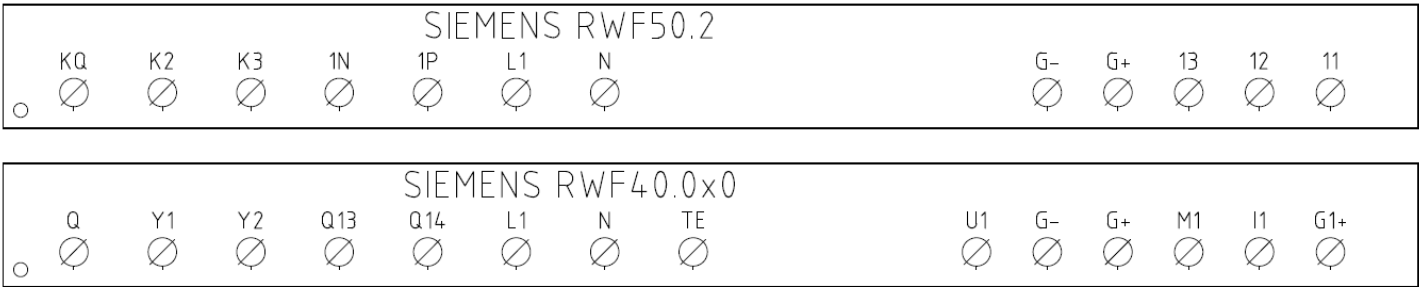 SIEMENS RWF50.2
KQ K2 K3 1N 1P L1 N G- G+ 13 12 11
SIEMENS RWF40.0x0
Q Y1 Y2 Q13 Q14 L1 N TE U1 G- G+ M1 I1 G1+